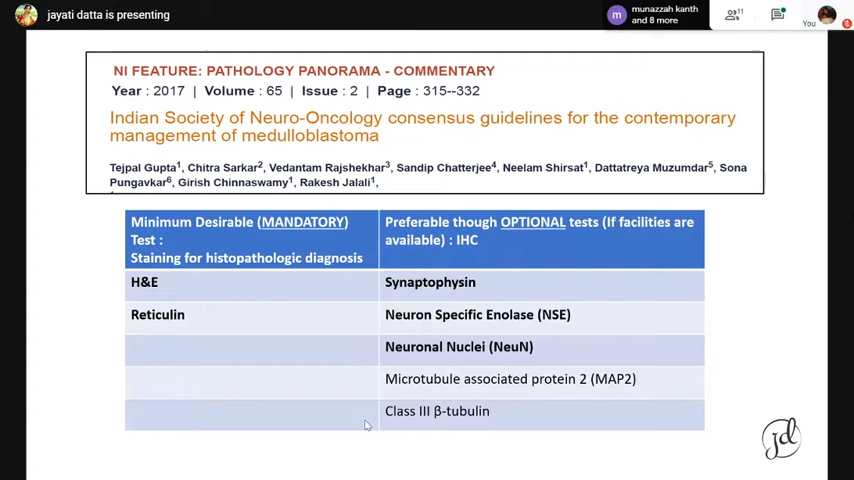 jayati datta is presenting
munazzah kanth
and 8 more
m
11
You
NI FEATURE: PATHOLOGY PANORAMA - COMMENTARY
Year : 2017 | Volume : 65 | Issue : 2 | Page : 315--332
Indian Society of Neuro-Oncology consensus guidelines for the contemporary
management of medulloblastoma
Tejpal Gupta1, Chitra Sarkar2, Vedantam Rajshekhar3, Sandip Chatterjee4, Neelam Shirsat1, Dattatreya Muzumdar5, Sona
Pungavkar6, Girish Chinnaswamy1, Rakesh Jalali1,
Minimum Desirable (MANDATORY)
Test :
Staining for histopathologic diagnosis
Preferable though OPTIONAL tests (If facilities are
available) : IHC
H&E
Synaptophysin
Reticulin
Neuron Specific Enolase (NSE)
Neuronal Nuclei (NeuN)
Microtubule associated protein 2 (MAP2)
Class III β-tubulin
jd